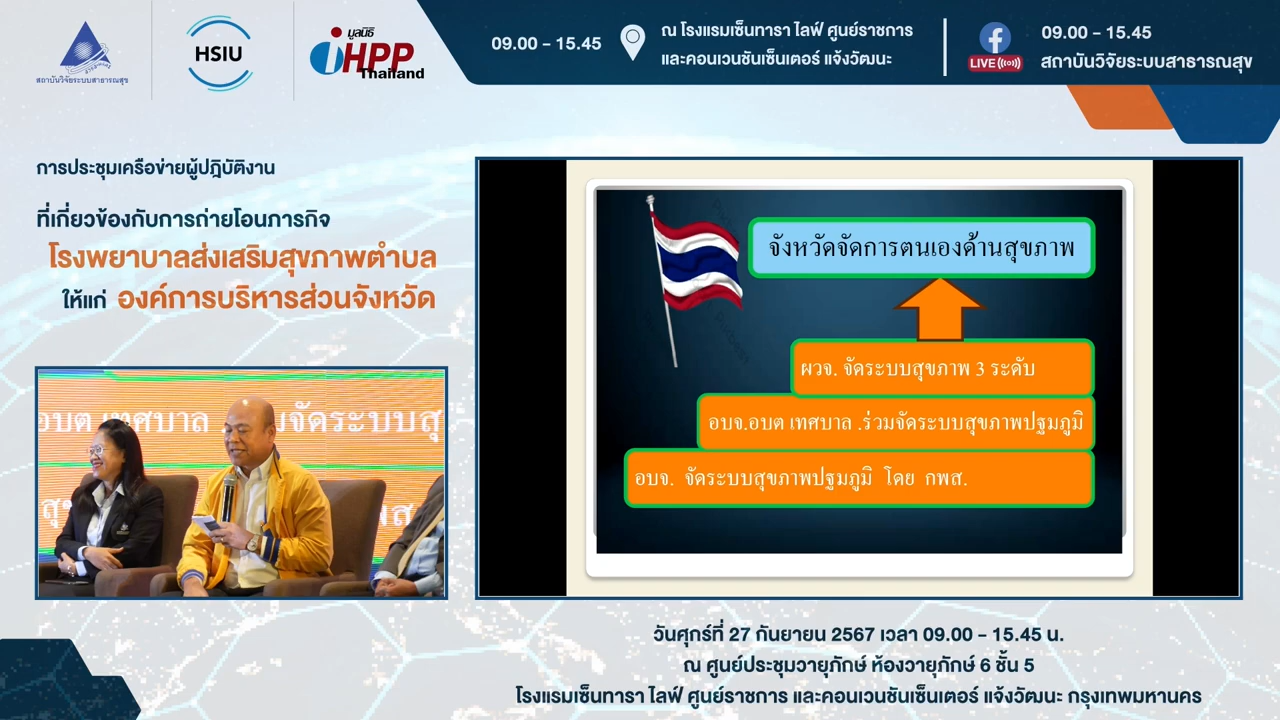 สถาบันวิจัยระบบสาธารณสุข
HSIU
มูลนิธิ
iHPP
Thailand
09.00 - 15.45
ณ โรงแรมเซ็นทารา ไลฟ์ ศูนย์ราชการ
และคอนเวนชันเซ็นเตอร์ แจ้งวัฒนะ
LIVE
09.00 - 15.45
สถาบันวิจัยระบบสาธารณสุข
การประชุมเครือข่ายผู้ปฏิบัติงาน
ที่เกี่ยวข้องกับการถ่ายโอนภารกิจ
โรงพยาบาลส่งเสริมสุขภาพตำบล
ให้แก่ องค์การบริหารส่วนจังหวัด
จังหวัดจัดการตนเองด้านสุขภาพ
ผวจ. จัดระบบสุขภาพ 3 ระดับ
อบจ.อบต เทศบาล .ร่วมจัดระบบสุขภาพปฐมภูมิ
อบจ. จัดระบบสุขภาพปฐมภูมิ โดย กพส.
อบต เทศบาล . มจัดระบบสุ
วันศุกร์ที่ 27 กันยายน 2567 เวลา 09.00 - 15.45 น.
ณ ศูนย์ประชุมวายุภักษ์ ห้องวายุภักษ์ 6 ชั้น 5
โรงแรมเซ็นทารา ไลฟ์ ศูนย์ราชการ และคอนเวนชันเซ็นเตอร์ แจ้งวัฒนะ กรุงเทพมหานคร